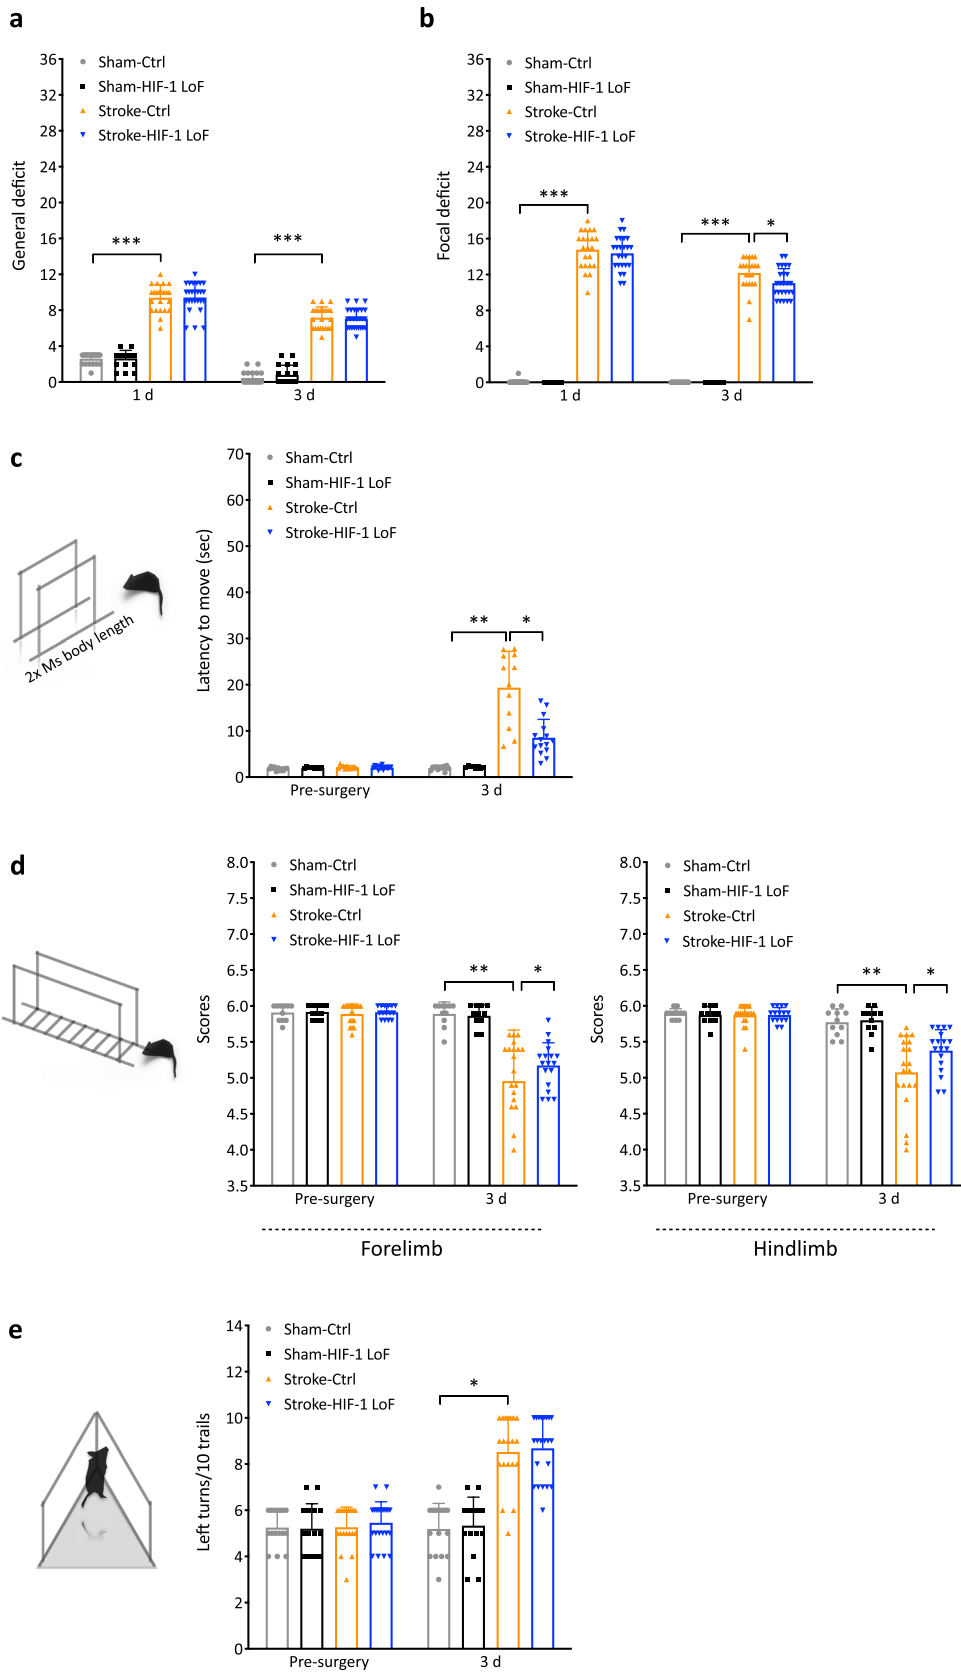 a
36
32
28
24
20
16
12
8
4
0
General deficit
Sham-Ctrl
Sham-HIF-1 LoF
Stroke-Ctrl
Stroke-HIF-1 LoF
***
***
1 d
3 d
b
36
32
28
24
20
16
12
8
4
0
Focal deficit
Sham-Ctrl
Sham-HIF-1 LoF
Stroke-Ctrl
Stroke-HIF-1 LoF
***
***
*
1 d
3 d
c
2x Ms body length
70
60
50
40
30
20
10
0
Latency to move (sec)
Sham-Ctrl
Sham-HIF-1 LoF
Stroke-Ctrl
Stroke-HIF-1 LoF
**
*
Pre-surgery
3 d
d
8.0
7.5
7.0
6.5
6.0
5.5
5.0
4.5
4.0
3.5
Scores
Sham-Ctrl
Sham-HIF-1 LoF
Stroke-Ctrl
Stroke-HIF-1 LoF
**
*
Pre-surgery
3 d
Forelimb
8.0
7.5
7.0
6.5
6.0
5.5
5.0
4.5
4.0
3.5
Scores
Sham-Ctrl
Sham-HIF-1 LoF
Stroke-Ctrl
Stroke-HIF-1 LoF
**
*
Pre-surgery
3 d
Hindlimb
e
14
12
10
8
6
4
2
0
Left turns/10 trails
Sham-Ctrl
Sham-HIF-1 LoF
Stroke-Ctrl
Stroke-HIF-1 LoF
*
Pre-surgery
3 d